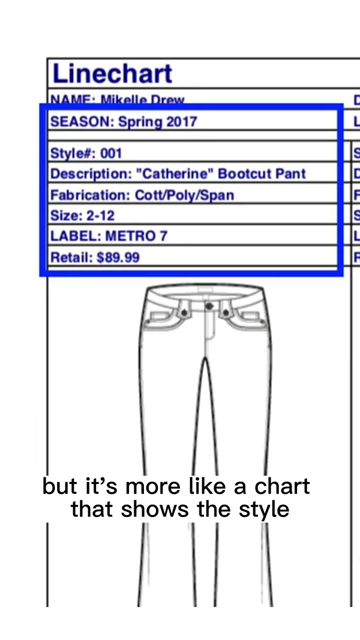 Linechart
NAME: Mikelle Drew
SEASON: Spring 2017
Style#: 001
Description: "Catherine" Bootcut Pant
Fabrication: Cott/Poly/Span
Size: 2-12
LABEL: METRO 7
Retail: $89.99
but it's more like a chart
that shows the style